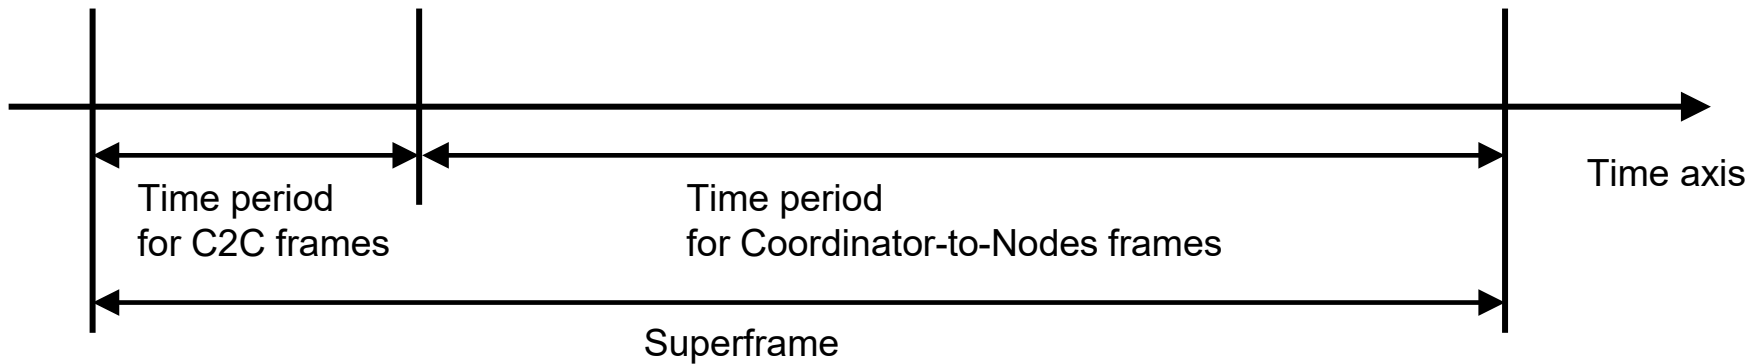 Time period
for C2C frames
Time period
for Coordinator-to-Nodes frames
Time axis
Superframe